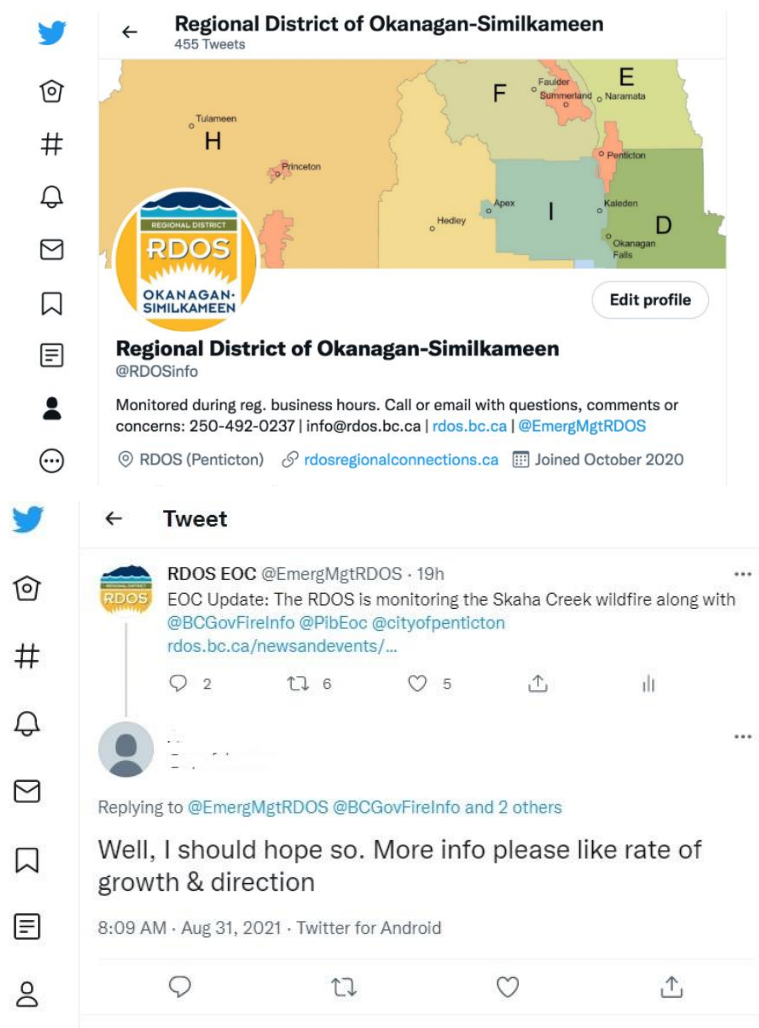 Regional District of Okanagan-Similkameen
455 Tweets
Faulder
E
F
Summerland
Naramata
Tulameen
H
Penticton
Princeton
Apex
I
Kaleden
Hedley
D
Okanagan
Falls
REGIONAL DISTRICT
RDOS
OKANAGAN-
SIMILKAMEEN
Edit profile
Regional District of Okanagan-Similkameen
@RDOSinfo
Monitored during reg. business hours. Call or email with questions, comments or
concerns: 250-492-0237 | info@rdos.bc.ca | rdos.bc.ca | @EmergMgtRDOS
RDOS (Penticton) rdosregionalconnections.ca Joined October 2020
Tweet
RDOS
RDOS EOC @EmergMgtRDOS · 19h
EOC Update: The RDOS is monitoring the Skaha Creek wildfire along with
@BCGovFireInfo @PibEoc @cityofpenticton
rdos.bc.ca/newsandevents/...
2 6 5
Replying to @EmergMgtRDOS @BCGovFireInfo and 2 others
Well, I should hope so. More info please like rate of
growth & direction
8:09 AM · Aug 31, 2021 · Twitter for Android